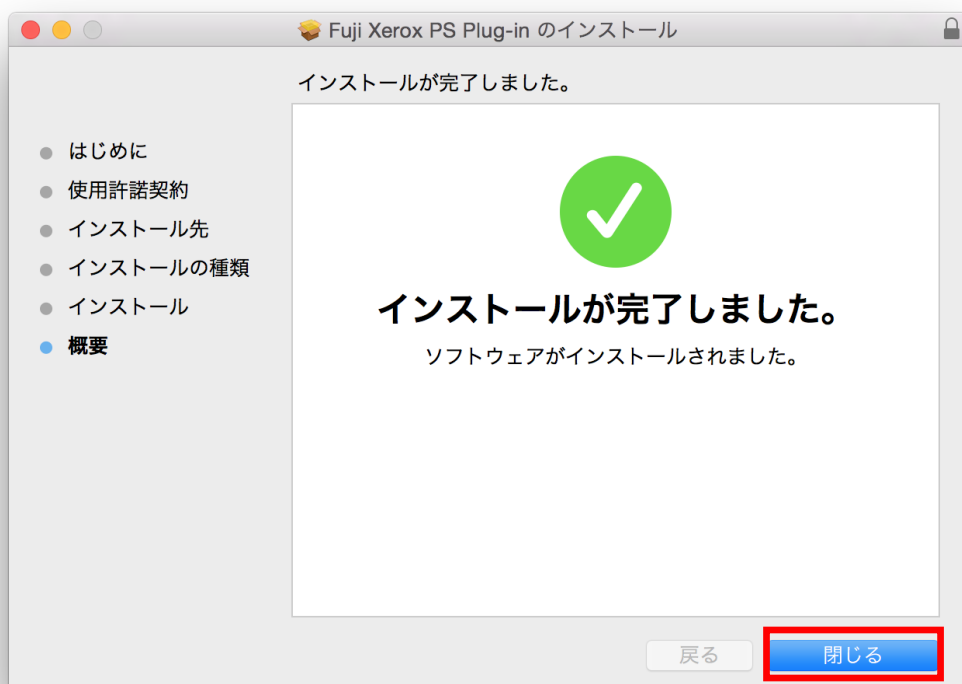 Fuji Xerox PS Plug-in のインストール
インストールが完了しました。
はじめに
使用許諾契約
インストール先
インストールの種類
インストール
概要
インストールが完了しました。
ソフトウェアがインストールされました。
戻る
閉じる